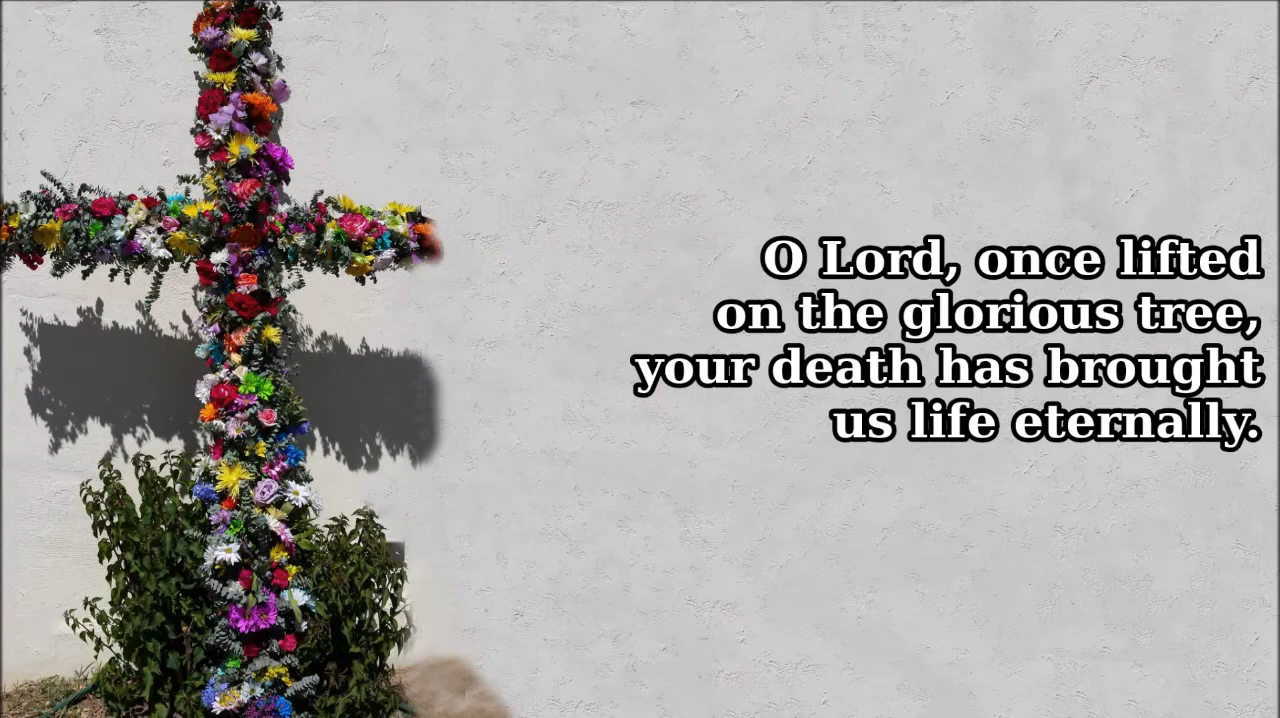 O Lord, once lifted
on the glorious tree,
your death has brought
us life eternally.